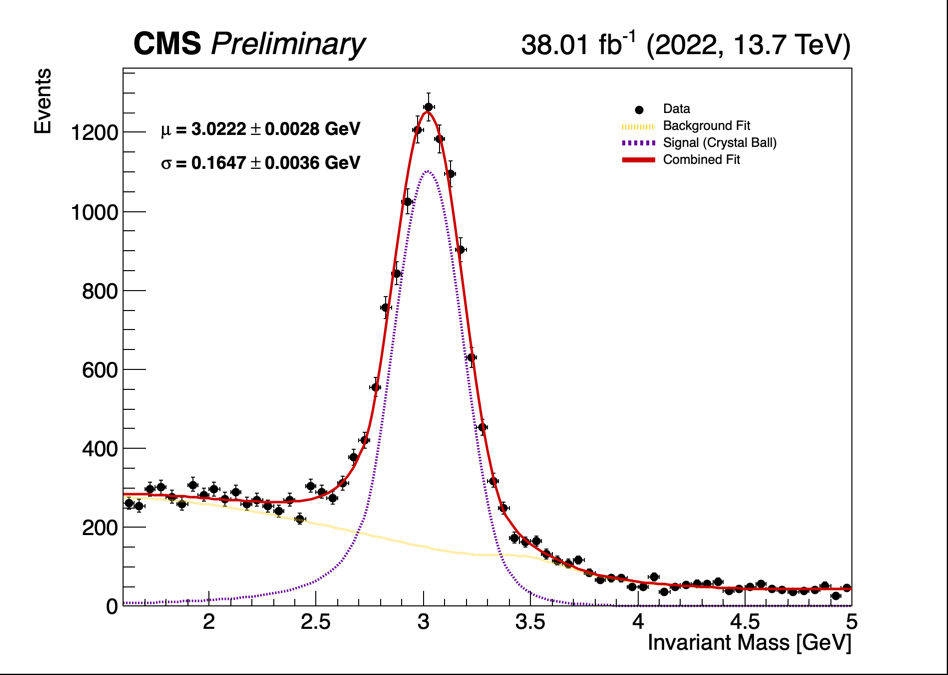 CMS Preliminary
38.01 fb⁻¹ (2022, 13.7 TeV)
Events
μ = 3.0222 ± 0.0028 GeV
σ = 0.1647 ± 0.0036 GeV
Data
Background Fit
Signal (Crystal Ball)
Combined Fit
1200
1000
800
600
400
200
0
2 2.5 3 3.5 4 4.5 5
Invariant Mass [GeV]